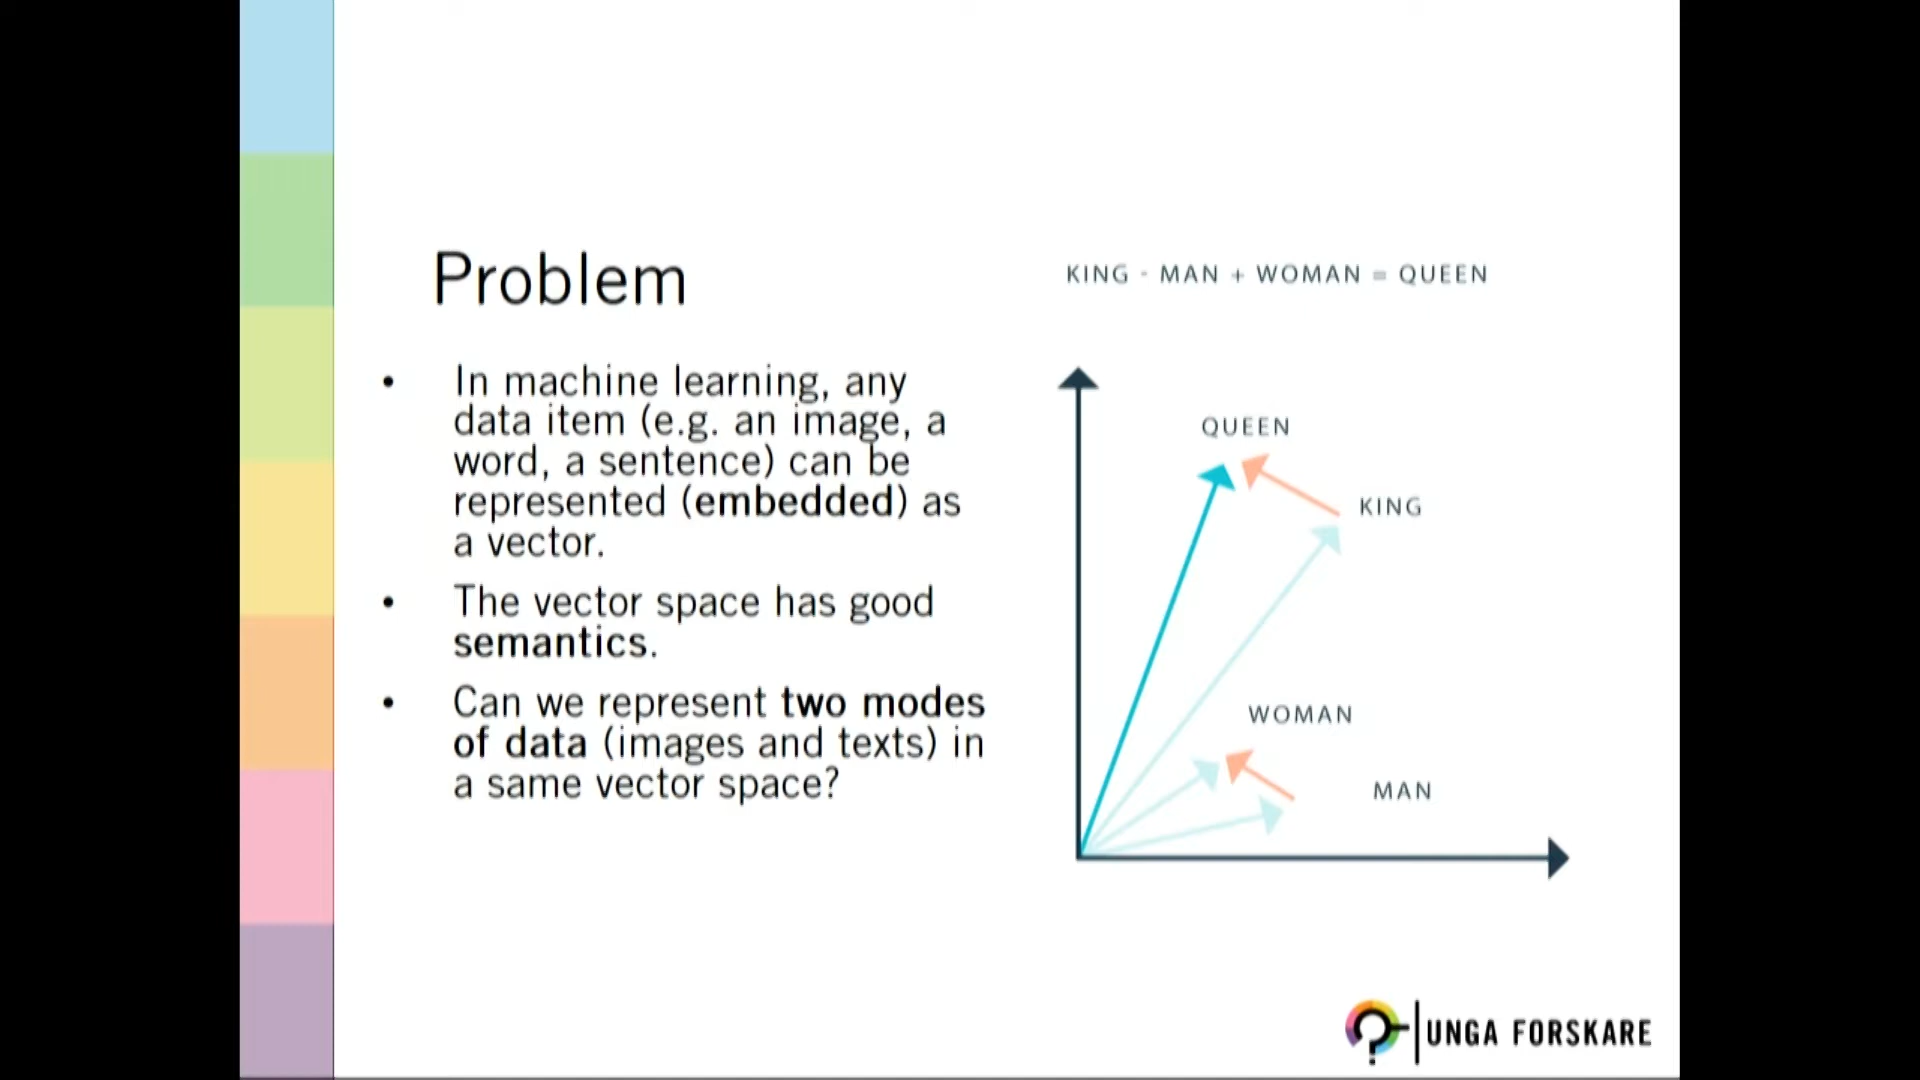 Problem
• In machine learning, any
data item (e.g. an image, a
word, a sentence) can be
represented (embedded) as
a vector.
• The vector space has good
semantics.
• Can we represent two modes
of data (images and texts) in
a same vector space?
KING - MAN + WOMAN = QUEEN
QUEEN
KING
WOMAN
MAN
UNGA FORSKARE